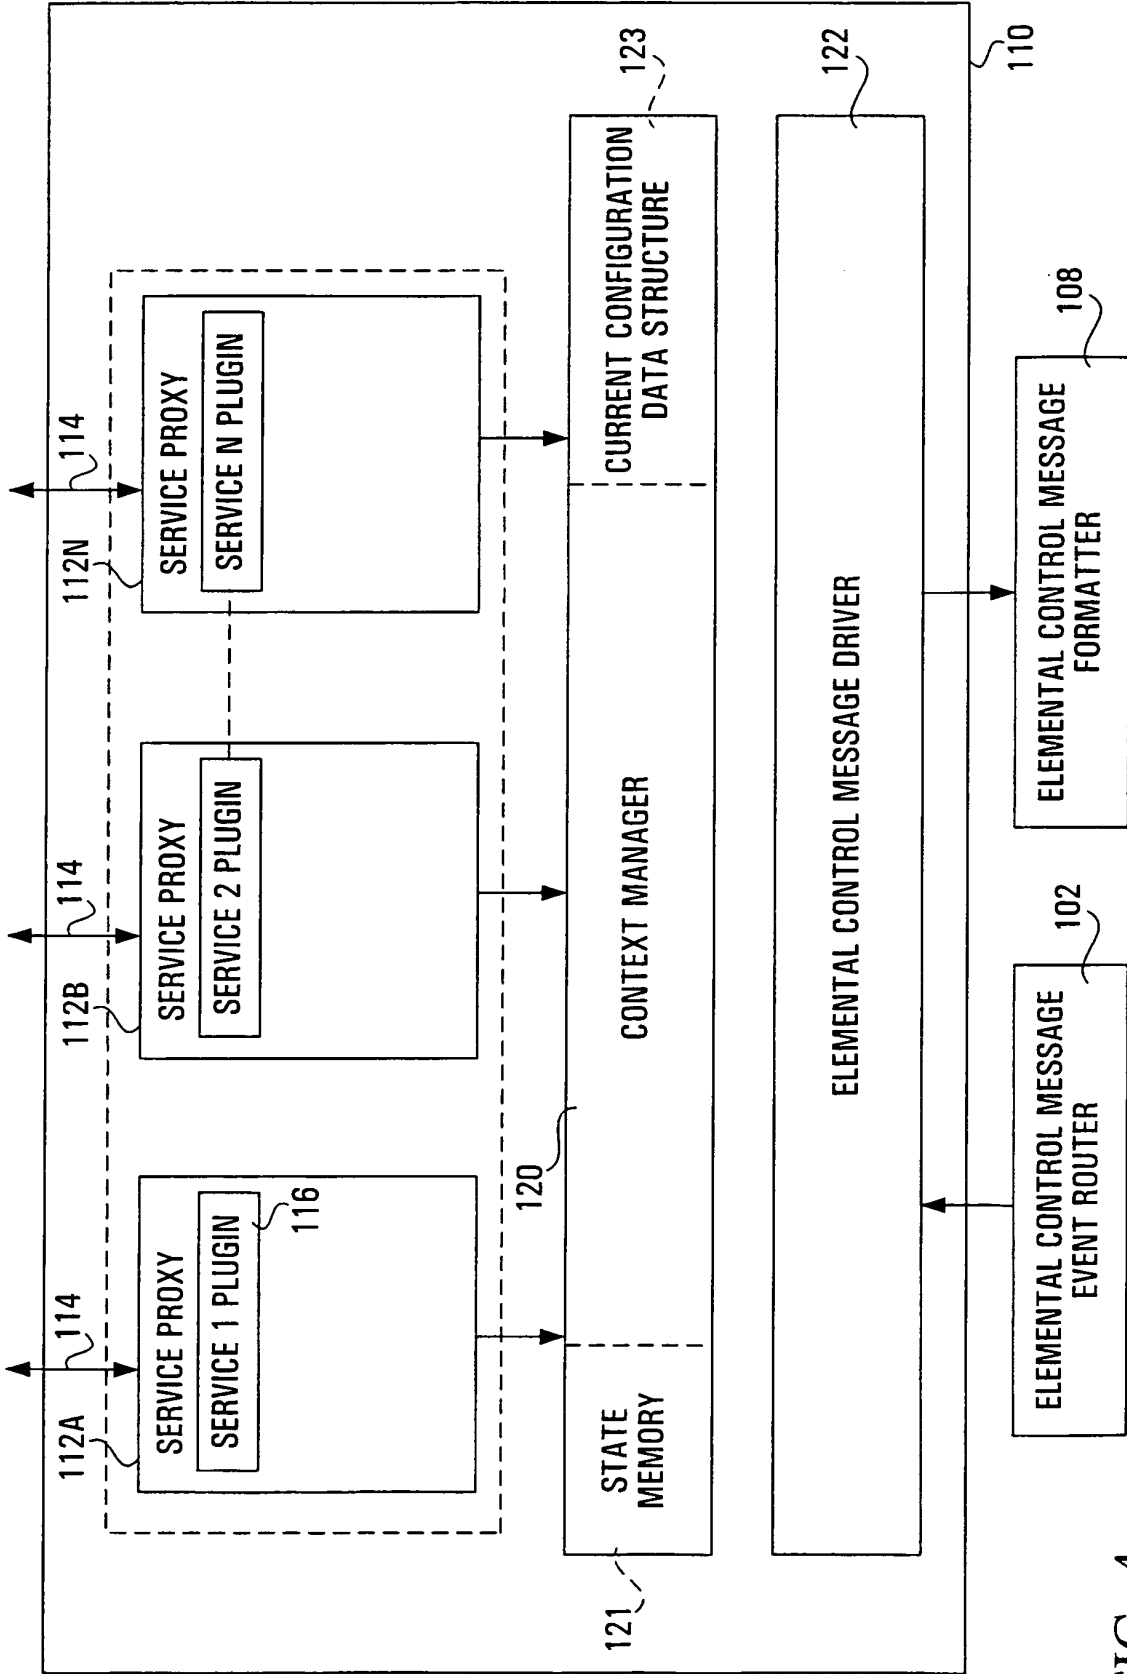 114
114
114
112A
112B
112N
SERVICE PROXY
SERVICE 1 PLUGIN
116
SERVICE PROXY
SERVICE 2 PLUGIN
SERVICE PROXY
SERVICE N PLUGIN
120
121
STATE
MEMORY
CONTEXT MANAGER
CURRENT CONFIGURATION
DATA STRUCTURE
123
ELEMENTAL CONTROL MESSAGE DRIVER
122
110
ELEMENTAL CONTROL MESSAGE
EVENT ROUTER
102
ELEMENTAL CONTROL MESSAGE
FORMATTER
108